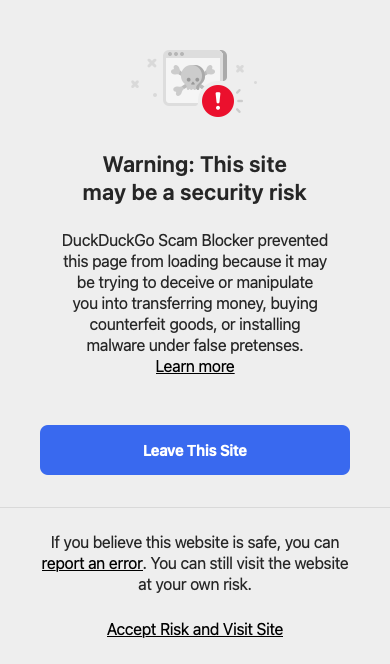 Warning: This site
may be a security risk
DuckDuckGo Scam Blocker prevented
this page from loading because it may
be trying to deceive or manipulate
you into transferring money, buying
counterfeit goods, or installing
malware under false pretenses.
Learn more
Leave This Site
If you believe this website is safe, you can
report an error. You can still visit the website
at your own risk.
Accept Risk and Visit Site